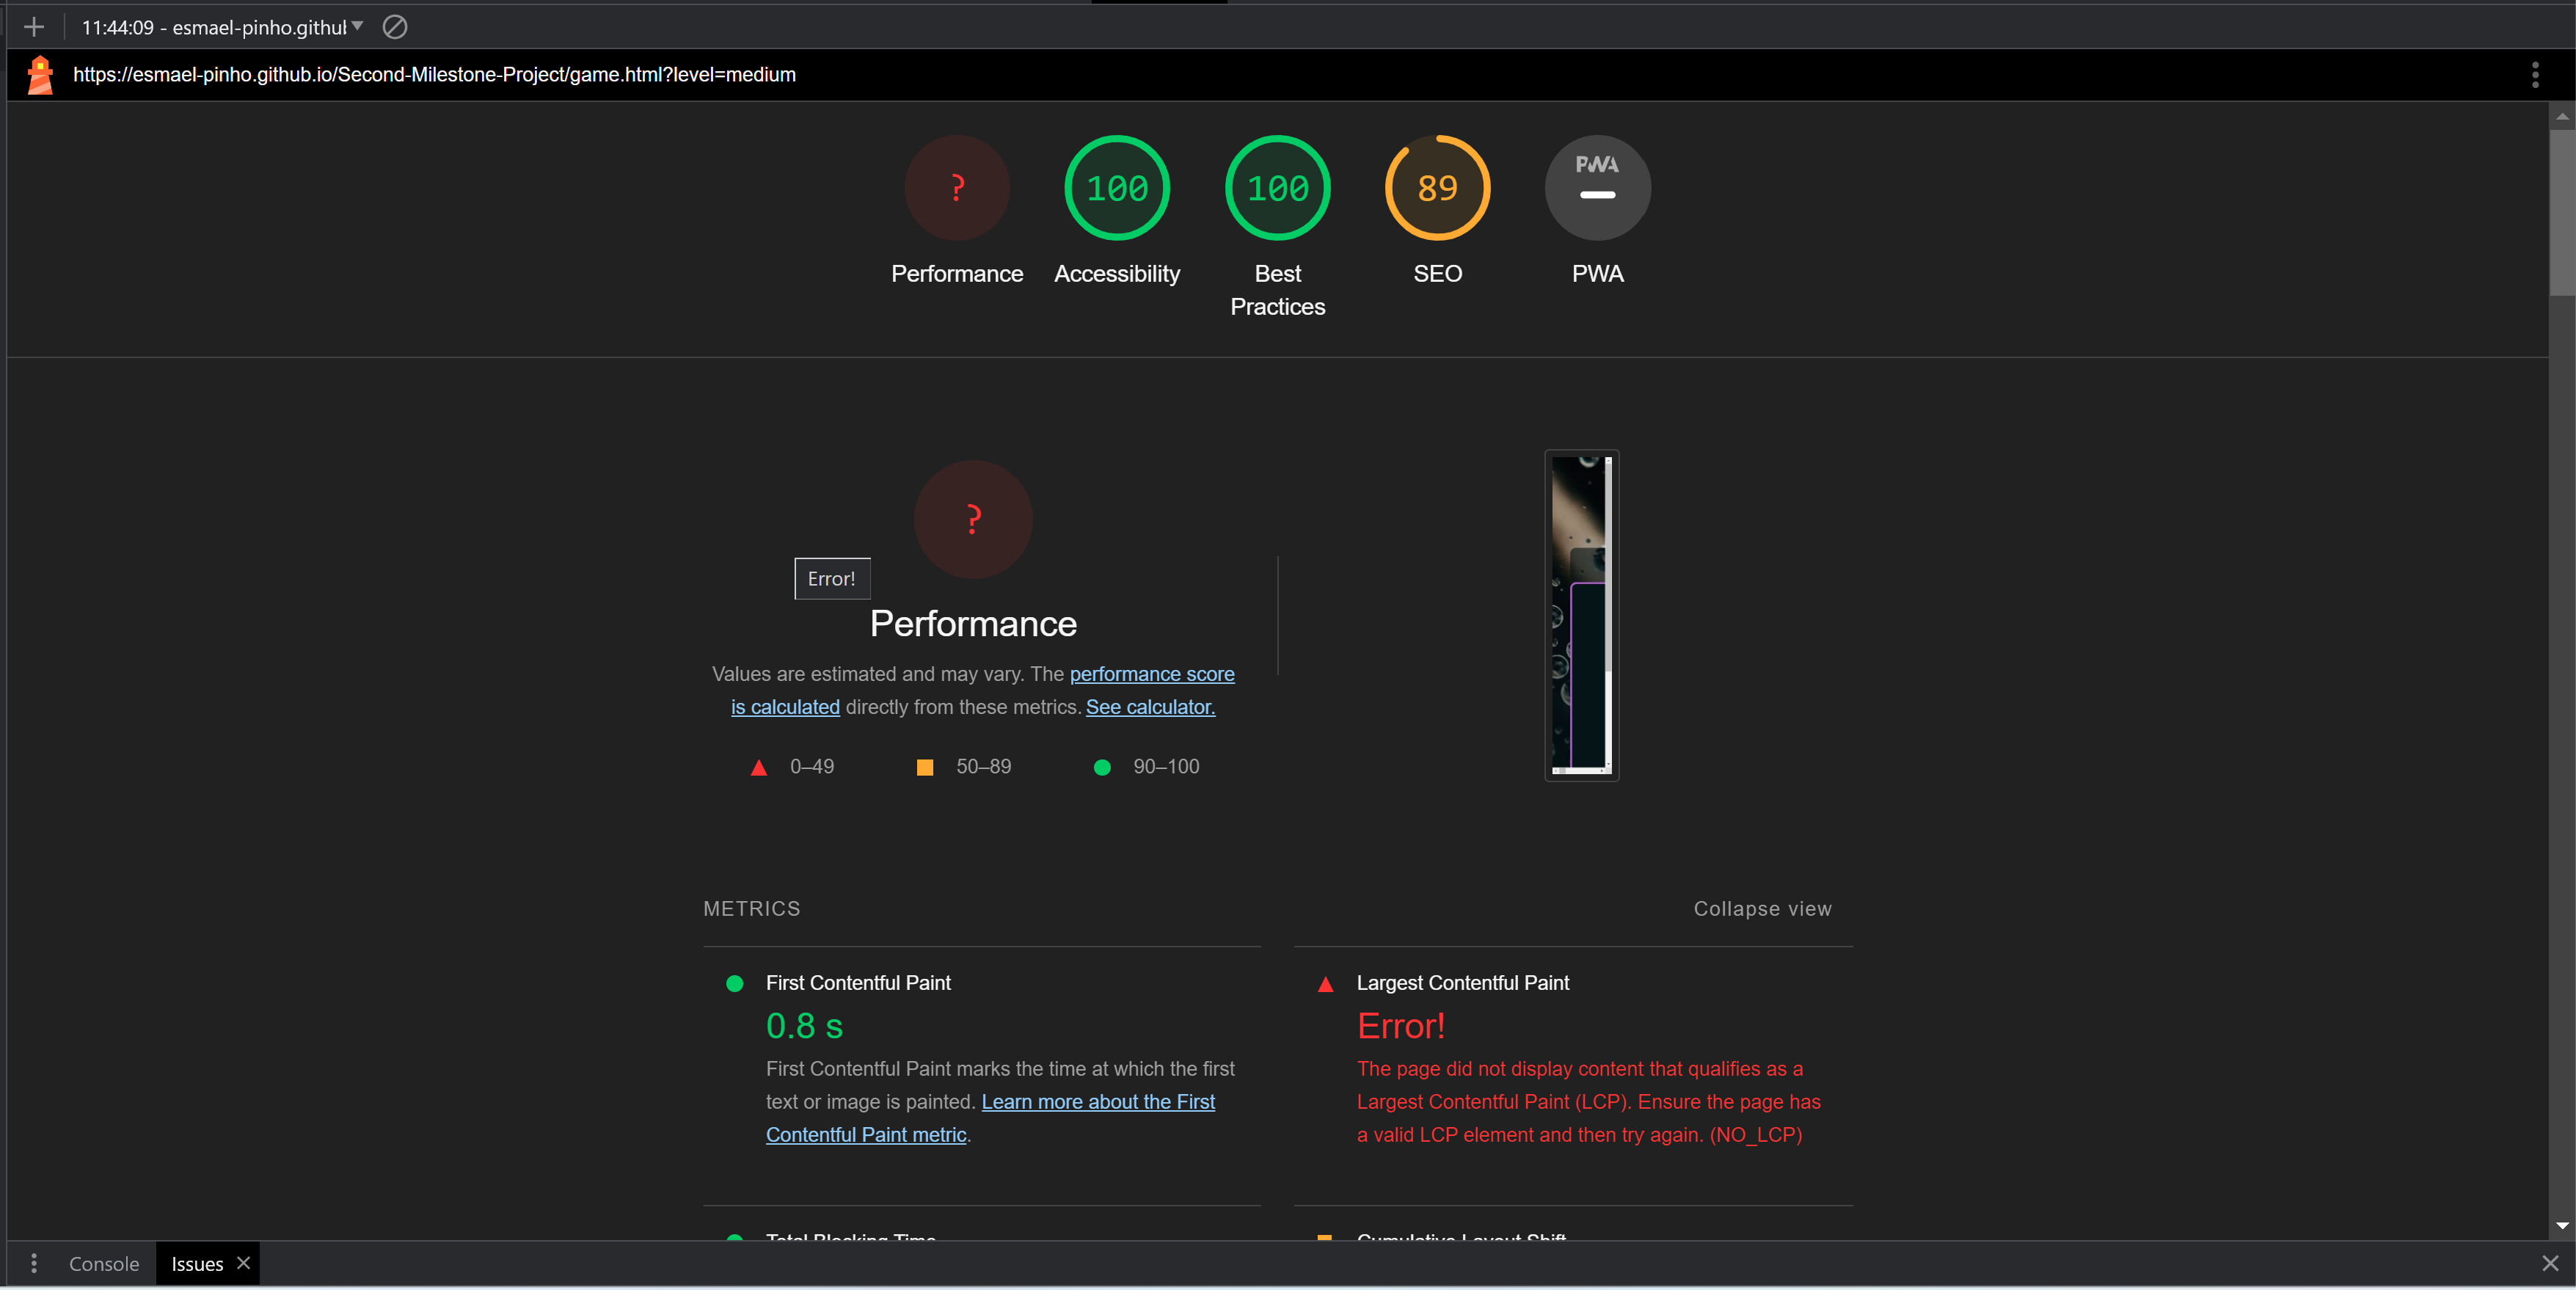 11:44:09 - esmael-pinho.githul
https://esmael-pinho.github.io/Second-Milestone-Project/game.html?level=medium
?
100
100
89
PWA
Performance
Accessibility
Best
Practices
SEO
PWA
?
Error!
Performance
Values are estimated and may vary. The performance score
is calculated directly from these metrics. See calculator.
0–49
50–89
90–100
METRICS
Collapse view
First Contentful Paint
0.8 s
First Contentful Paint marks the time at which the first
text or image is painted. Learn more about the First
Contentful Paint metric.
Largest Contentful Paint
Error!
The page did not display content that qualifies as a
Largest Contentful Paint (LCP). Ensure the page has
a valid LCP element and then try again. (NO_LCP)
Total Blocking Time
Cumulative Layout Shift
Console
Issues